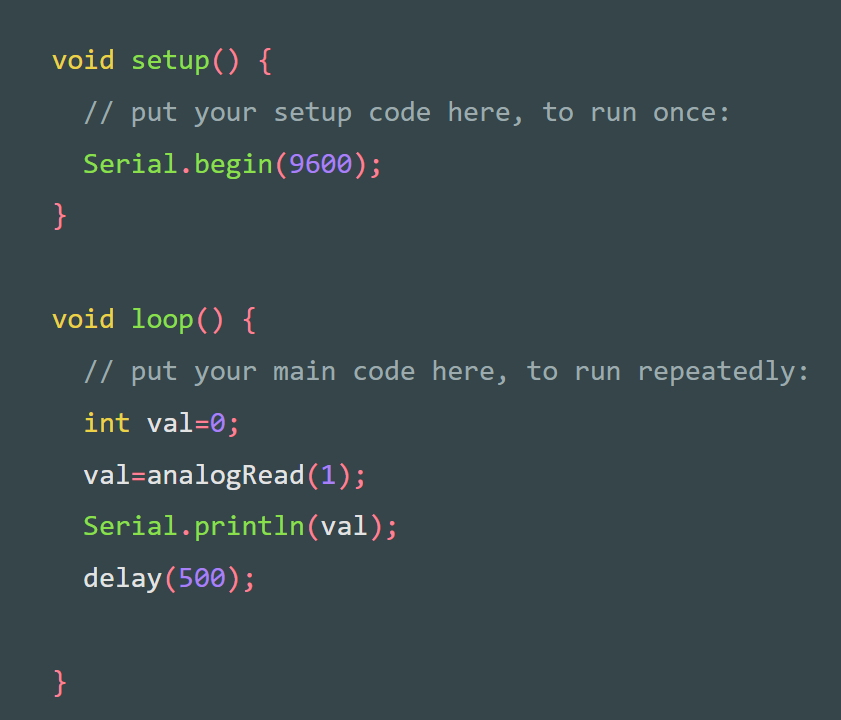 void setup() {
  // put your setup code here, to run once:
  Serial.begin(9600);
}

void loop() {
  // put your main code here, to run repeatedly:
  int val=0;
  val=analogRead(1);
  Serial.println(val);
  delay(500);

}